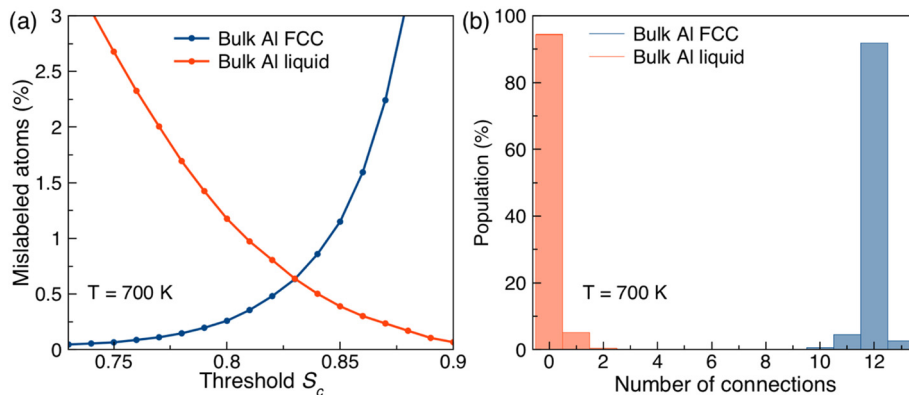 (a)
3
2.5
2
1.5
1
0.5
0
Mislabeled atoms (%)
Bulk Al FCC
Bulk Al liquid
T = 700 K
0.75
0.8
0.85
0.9
Threshold S_c
(b)
100
80
60
40
20
0
Population (%)
Bulk Al FCC
Bulk Al liquid
T = 700 K
0
2
4
6
8
10
12
Number of connections